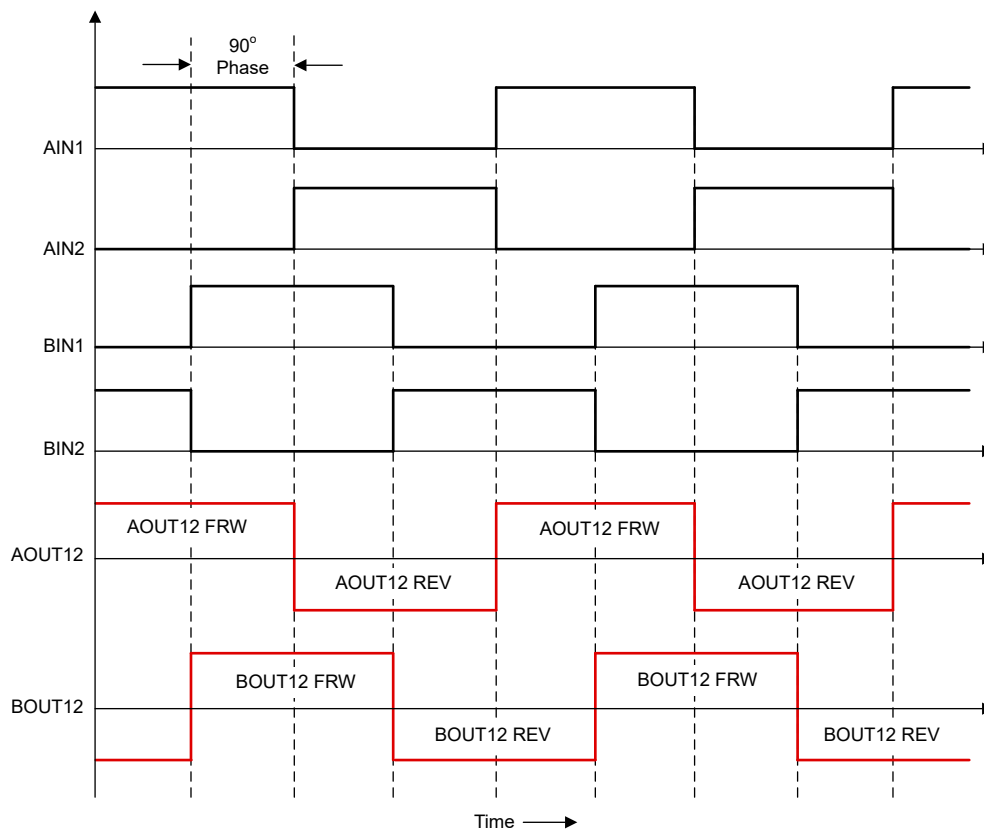 90o
Phase
AIN1
AIN2
BIN1
BIN2
AOUT12 FRW
AOUT12 FRW
AOUT12
AOUT12 REV
AOUT12 REV
BOUT12 FRW
BOUT12 FRW
BOUT12
BOUT12 REV
BOUT12 REV
Time